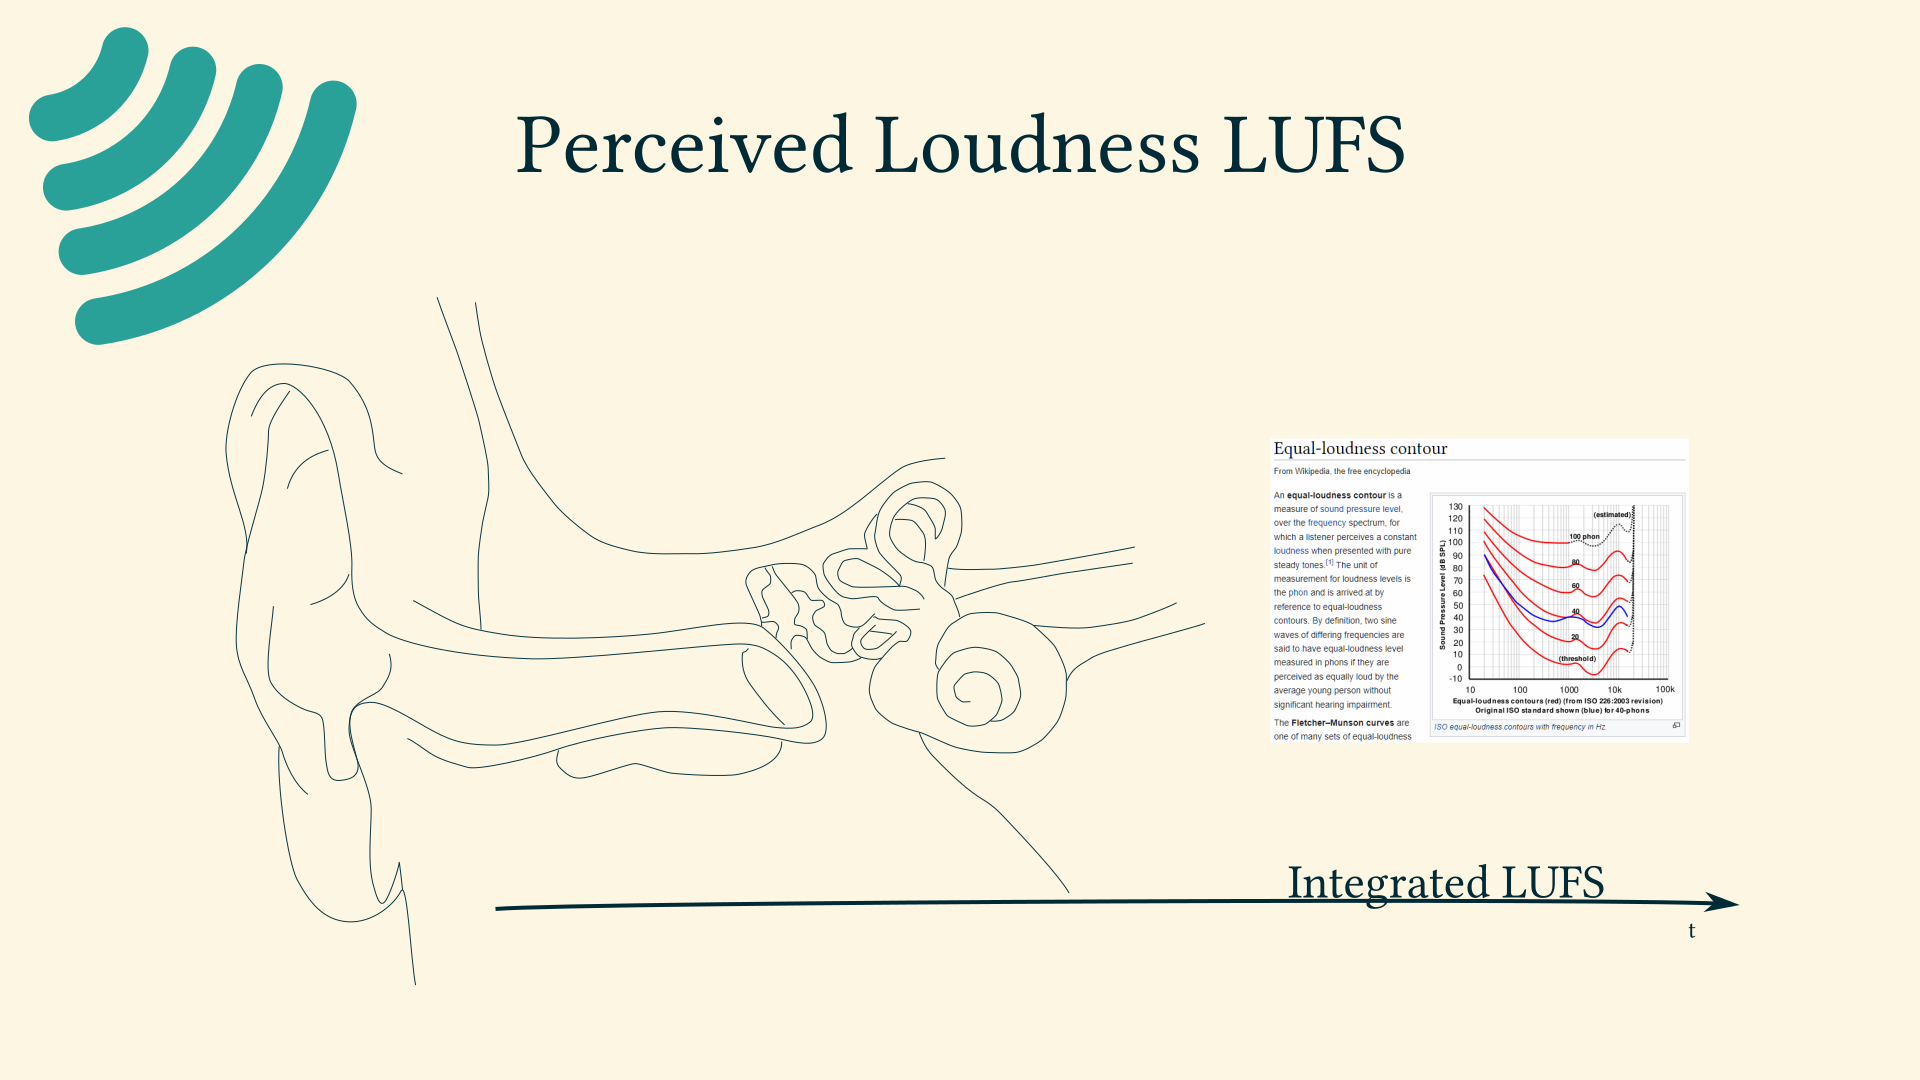 Perceived Loudness LUFS
Equal-loudness contour
From Wikipedia, the free encyclopedia
An equal-loudness contour is a
measure of sound pressure level,
over the frequency spectrum, for
which a listener perceives a constant
loudness when presented with pure
steady tones.[1] The unit of
measurement for loudness levels is
the phon and is arrived at by
reference to equal-loudness
contours. By definition, two sine
waves of differing frequencies are
said to have equal-loudness level
measured in phons if they are
perceived as equally loud by the
average young person without
significant hearing impairment.
The Fletcher–Munson curves are
one of many sets of equal-loudness
Sound Pressure Level (dB SPL)
130
120
110
100
90
80
70
60
50
40
30
20
10
0
-10
(estimated)
100 phon
80
60
40
20
(threshold)
10 100 1000 10k 100k
Equal-loudness contours (red) (from ISO 226:2003 revision)
Original ISO standard shown (blue) for 40-phons
ISO equal-loudness contours with frequency in Hz.
Integrated LUFS
t